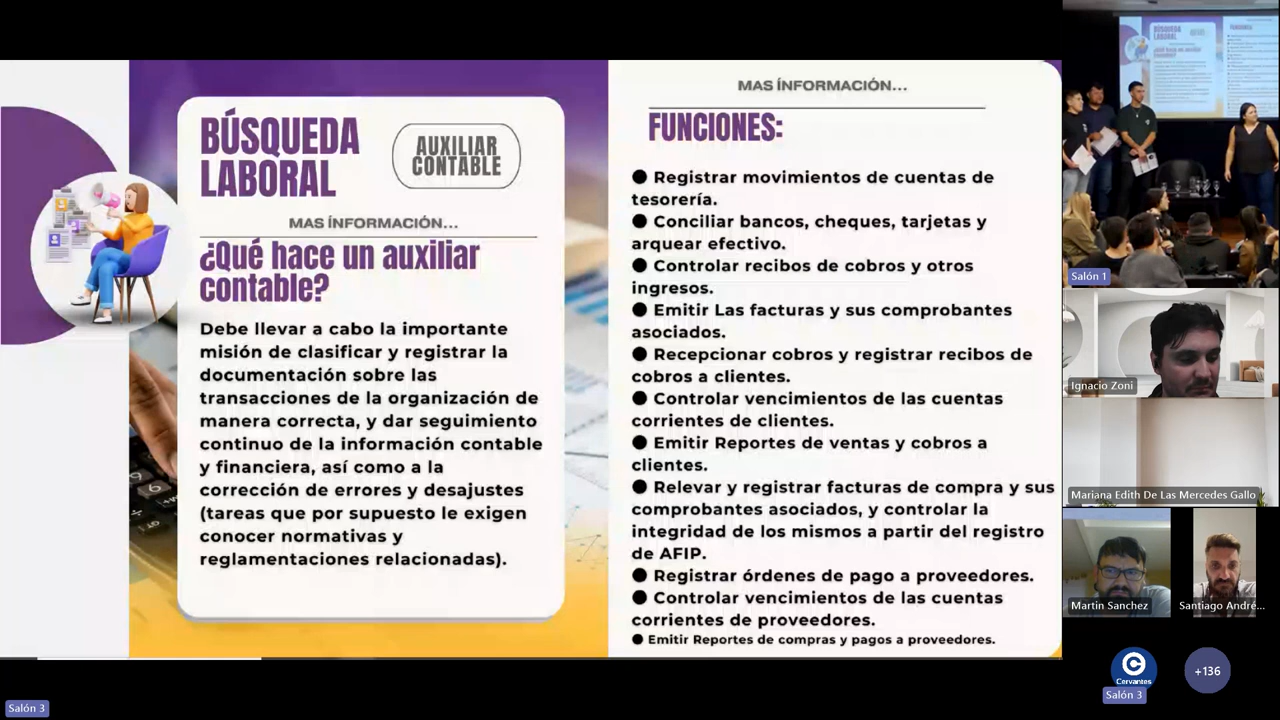 BÚSQUEDA
LABORAL
AUXILIAR
CONTABLE
MAS ÍNFORMACIÓN...
¿Qué hace un auxiliar
contable?
Debe llevar a cabo la importante
misión de clasificar y registrar la
documentación sobre las
transacciones de la organización de
manera correcta, y dar seguimiento
continuo de la información contable
y financiera, así como a la
corrección de errores y desajustes
(tareas que por supuesto le exigen
conocer normativas y
reglamentaciones relacionadas).
MAS ÍNFORMACIÓN...
FUNCIONES:
● Registrar movimientos de cuentas de
tesorería.
● Conciliar bancos, cheques, tarjetas y
arquear efectivo.
● Controlar recibos de cobros y otros
ingresos.
● Emitir Las facturas y sus comprobantes
asociados.
● Recepcionar cobros y registrar recibos de
cobros a clientes.
● Controlar vencimientos de las cuentas
corrientes de clientes.
● Emitir Reportes de ventas y cobros a
clientes.
● Relevar y registrar facturas de compra y sus
comprobantes asociados, y controlar la
integridad de los mismos a partir del registro
de AFIP.
● Registrar órdenes de pago a proveedores.
● Controlar vencimientos de las cuentas
corrientes de proveedores.
● Emitir Reportes de compras y pagos a proveedores.
Salón 3
BÚSQUEDA
LABORAL
FUNCIONES:
Salón 1
Ignacio Zoni
Mariana Edith De Las Mercedes Gallo
Martin Sanchez
Santiago André...
Cervantes
Salón 3
+136